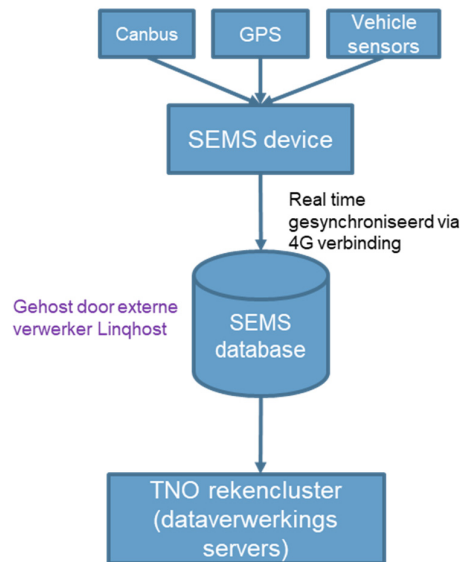 Canbus
GPS
Vehicle
sensors
SEMS device
Real time
gesynchroniseerd via
4G verbinding
Gehost door externe
verwerker Linqhost
SEMS
database
TNO rekencluster
(dataverwerkings
servers)